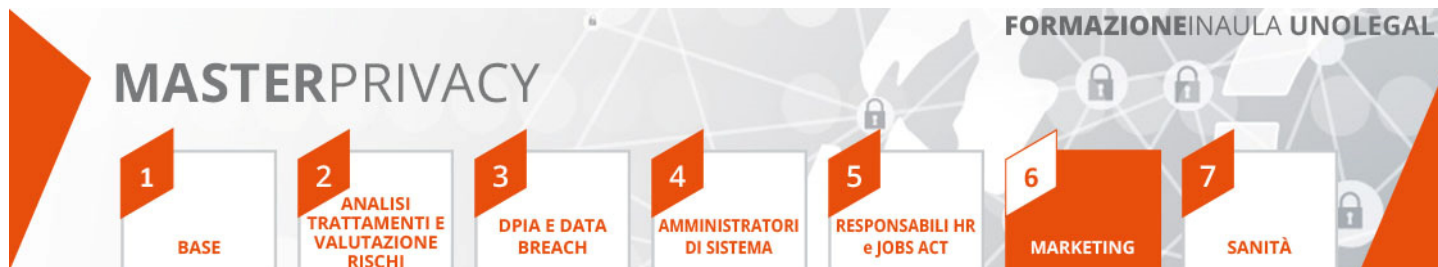 FORMAZIONEINAULA UNOLEGAL
MASTERPRIVACY
1
BASE
2
ANALISI
TRATTAMENTI E
VALUTAZIONE
RISCHI
3
DPIA E DATA
BREACH
4
AMMINISTRATORI
DI SISTEMA
5
RESPONSABILI HR
e JOBS ACT
6
MARKETING
7
SANITÀ